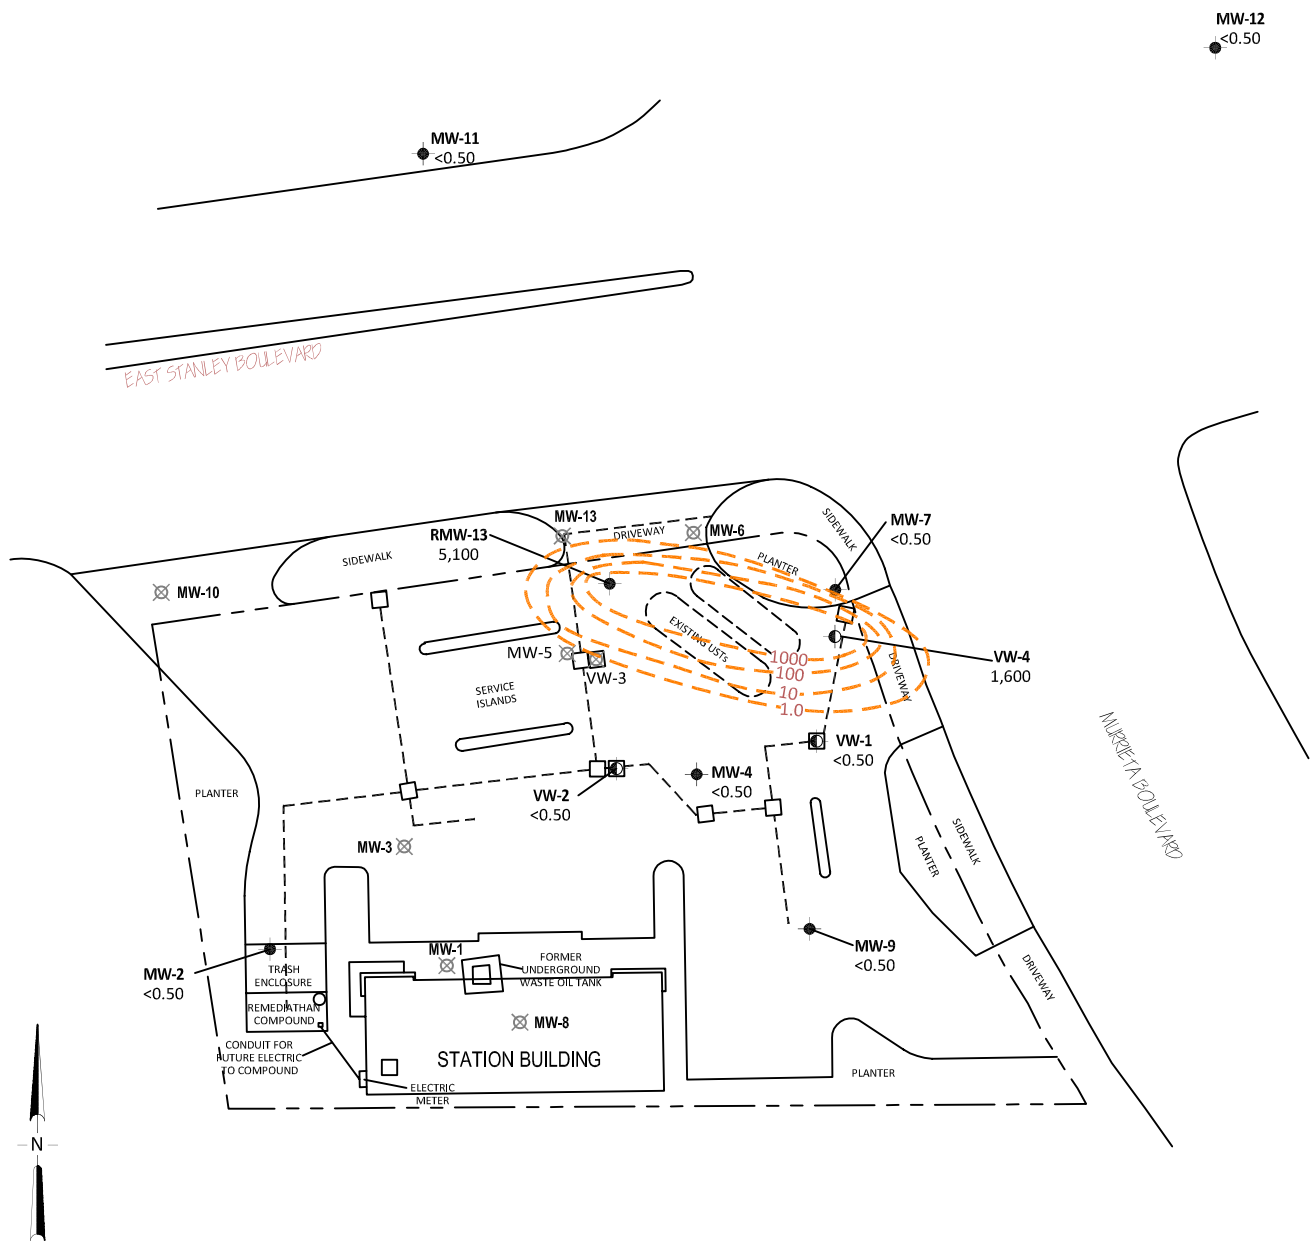 MW-12
<0.50
MW-11
<0.50
EAST STANLEY BOULEVARD
MW-13
RMW-13
5,100
DRIVEWAY
MW-6
SIDEWALK
MW-7
<0.50
SIDEWALK
PLANTER
MW-10
EXISTING USTs
MW-5
VW-3
1000
100
10
1.0
DRIVEWAY
VW-4
1,600
SERVICE
ISLANDS
MURRIETA BOULEVARD
VW-1
<0.50
MW-4
<0.50
VW-2
<0.50
PLANTER
MW-3
SIDEWALK
PLANTER
MW-9
<0.50
MW-1
FORMER
UNDERGROUND
WASTE OIL TANK
MW-2
<0.50
TRASH
ENCLOSURE
DRIVEWAY
REMEDIATHAN
COMPOUND
MW-8
CONDUIT FOR
FUTURE ELECTRIC
TO COMPOUND
STATION BUILDING
PLANTER
ELECTRIC
METER
N